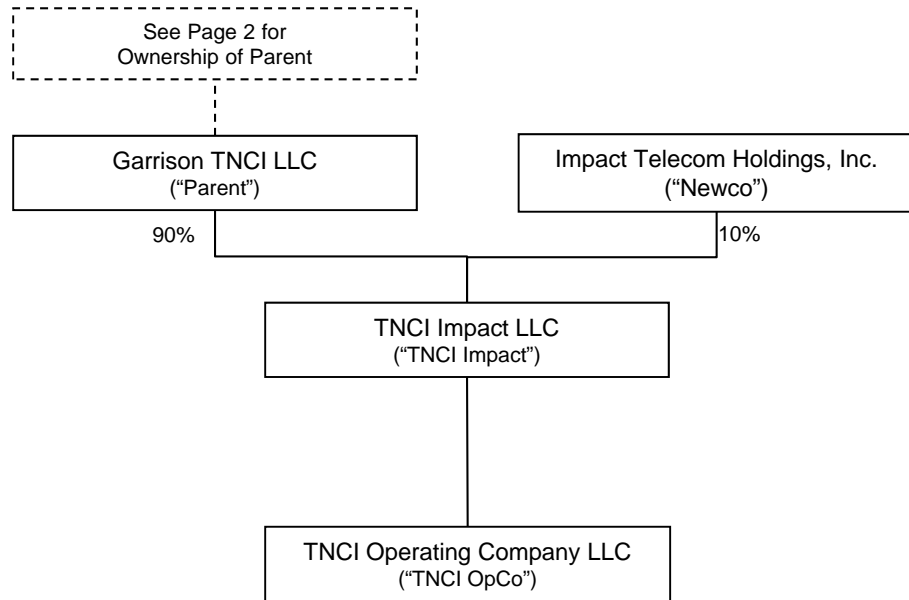 See Page 2 for
Ownership of Parent
Garrison TNCI LLC
(“Parent”)
Impact Telecom Holdings, Inc.
(“Newco”)
90%
10%
TNCI Impact LLC
(“TNCI Impact”)
TNCI Operating Company LLC
(“TNCI OpCo”)